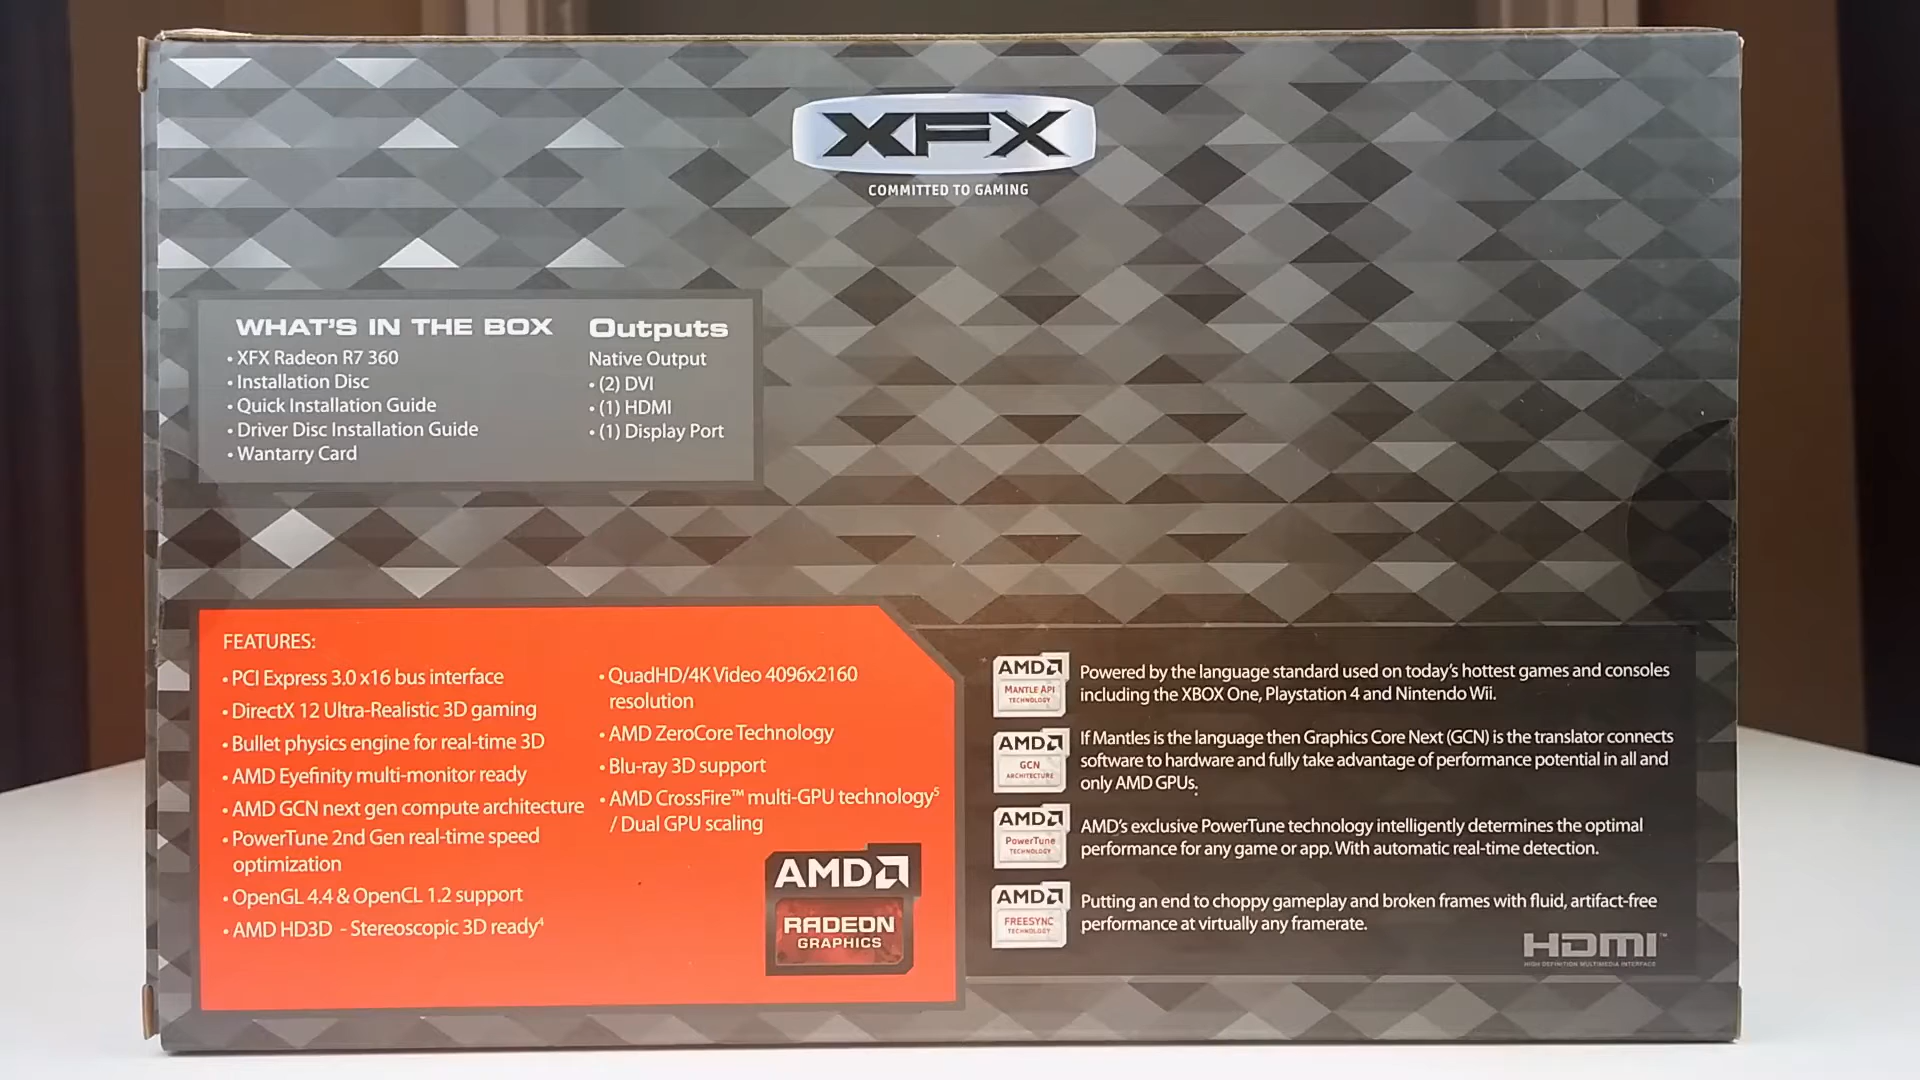 XFX
COMMITTED TO GAMING
WHAT'S IN THE BOX
• XFX Radeon R7 360
• Installation Disc
• Quick Installation Guide
• Driver Disc Installation Guide
• Wantarry Card
Outputs
Native Output
• (2) DVI
• (1) HDMI
• (1) Display Port
FEATURES:
• PCI Express 3.0 x16 bus interface
• DirectX 12 Ultra-Realistic 3D gaming
• Bullet physics engine for real-time 3D
• AMD Eyefinity multi-monitor ready
• AMD GCN next gen compute architecture
• PowerTune 2nd Gen real-time speed
optimization
• OpenGL 4.4 & OpenCL 1.2 support
• AMD HD3D - Stereoscopic 3D ready⁴
• QuadHD/4K Video 4096x2160
resolution
• AMD ZeroCore Technology
• Blu-ray 3D support
• AMD CrossFire™ multi-GPU technology⁵
/ Dual GPU scaling
AMD
RADEON
GRAPHICS
AMD
MANTLE API
TECHNOLOGY
Powered by the language standard used on today's hottest games and consoles
including the XBOX One, Playstation 4 and Nintendo Wii.
AMD
GCN
ARCHITECTURE
If Mantles is the language then Graphics Core Next (GCN) is the translator connects
software to hardware and fully take advantage of performance potential in all and
only AMD GPUs.
AMD
PowerTune
TECHNOLOGY
AMD's exclusive PowerTune technology intelligently determines the optimal
performance for any game or app. With automatic real-time detection.
AMD
FREESYNC
TECHNOLOGY
Putting an end to choppy gameplay and broken frames with fluid, artifact-free
performance at virtually any framerate.
HDMI™
HIGH DEFINITION MULTIMEDIA INTERFACE